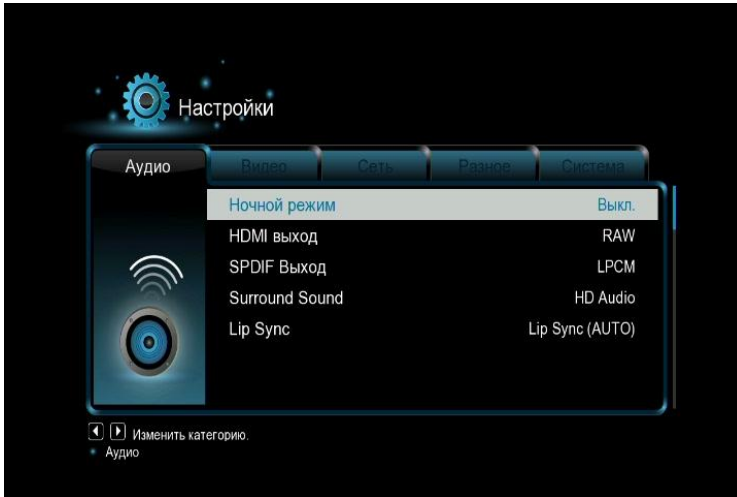 Настройки
Аудио Видео Сеть Разное Система
Ночной режим Выкл.
HDMI выход RAW
SPDIF Выход LPCM
Surround Sound HD Audio
Lip Sync Lip Sync (AUTO)
Изменить категорию.
Аудио